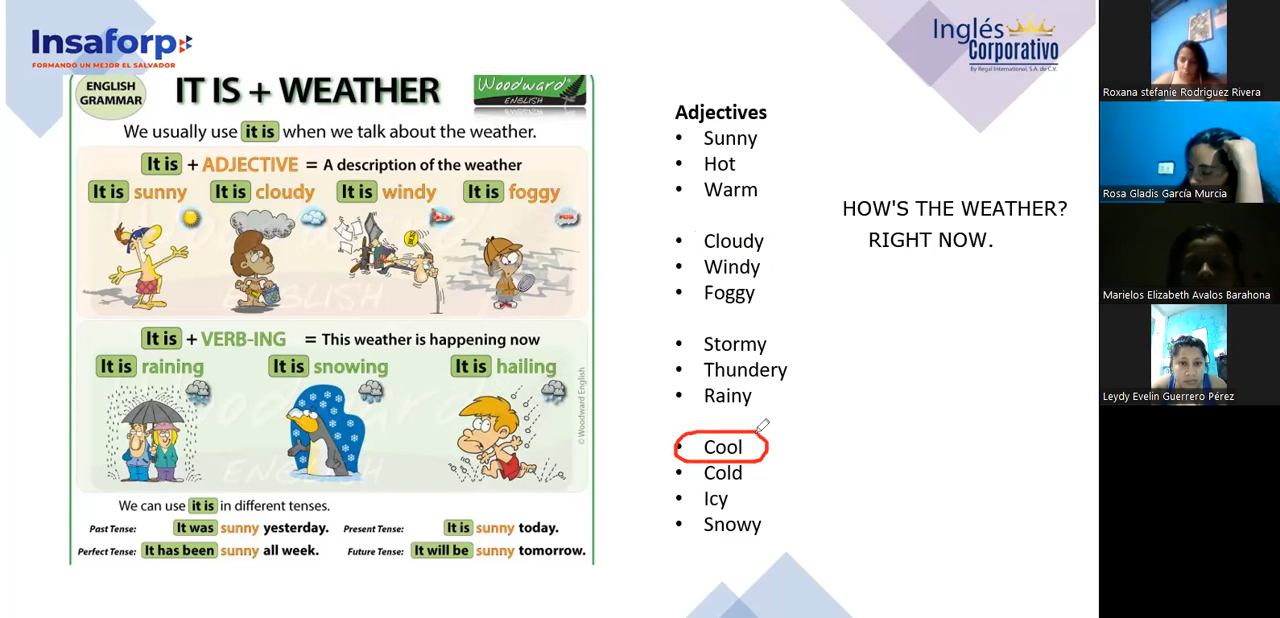 Insaforp
FORMANDO UN MEJOR EL SALVADOR
Inglés
Corporativo
By Regal International, S.A. de C.V.
ENGLISH
GRAMMAR
IT IS + WEATHER
Woodward®
ENGLISH
We usually use it is when we talk about the weather.
It is + ADJECTIVE = A description of the weather
It is sunny It is cloudy It is windy It is foggy
It is + VERB-ING = This weather is happening now
It is raining It is snowing It is hailing
© Woodward English
We can use it is in different tenses.
Past Tense: It was sunny yesterday. Present Tense: It is sunny today.
Perfect Tense: It has been sunny all week. Future Tense: It will be sunny tomorrow.
Adjectives
• Sunny
• Hot
• Warm
• Cloudy
• Windy
• Foggy
• Stormy
• Thundery
• Rainy
• Cool
• Cold
• Icy
• Snowy
HOW'S THE WEATHER?
RIGHT NOW.
Roxana stefanie Rodriguez Rivera
Rosa Gladis García Murcia
Marielos Elizabeth Avalos Barahona
Leydy Evelin Guerrero Pérez